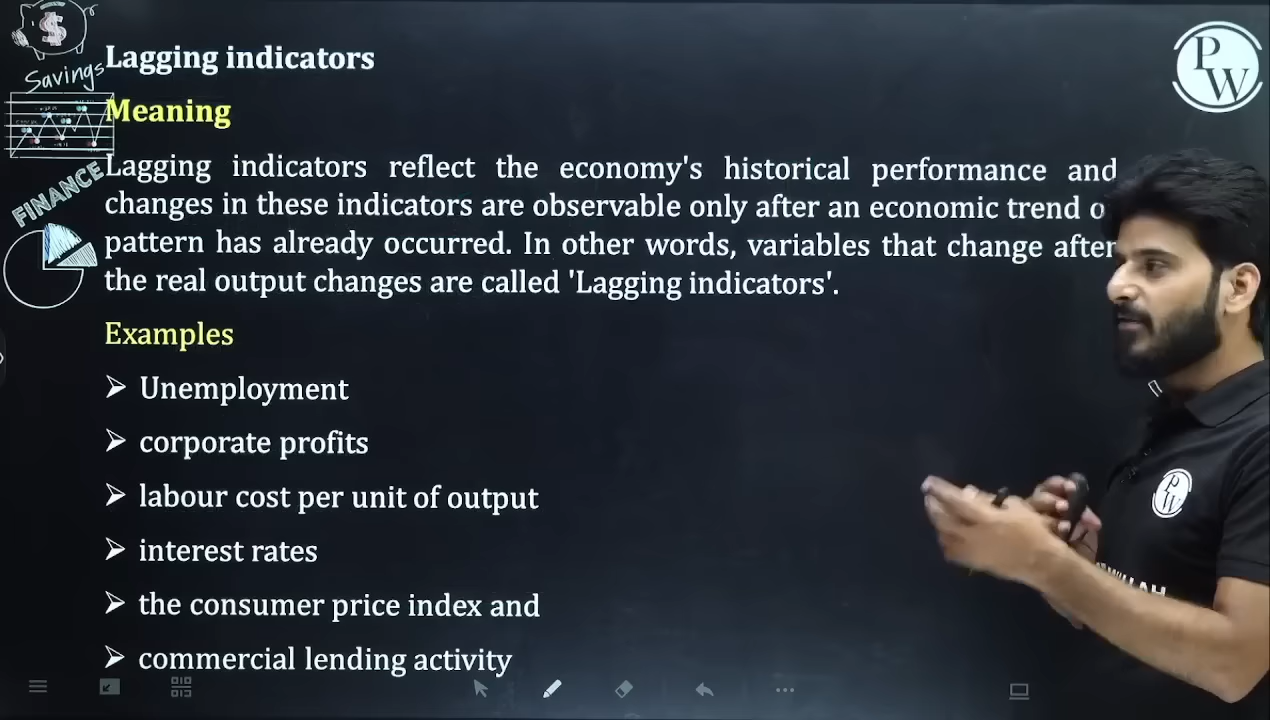 Savings
FINANCE
Lagging indicators
Meaning
Lagging indicators reflect the economy's historical performance and
changes in these indicators are observable only after an economic trend
pattern has already occurred. In other words, variables that change after
the real output changes are called 'Lagging indicators'.
Examples
➤ Unemployment
➤ corporate profits
➤ labour cost per unit of output
➤ interest rates
➤ the consumer price index and
➤ commercial lending activity
PW
PW